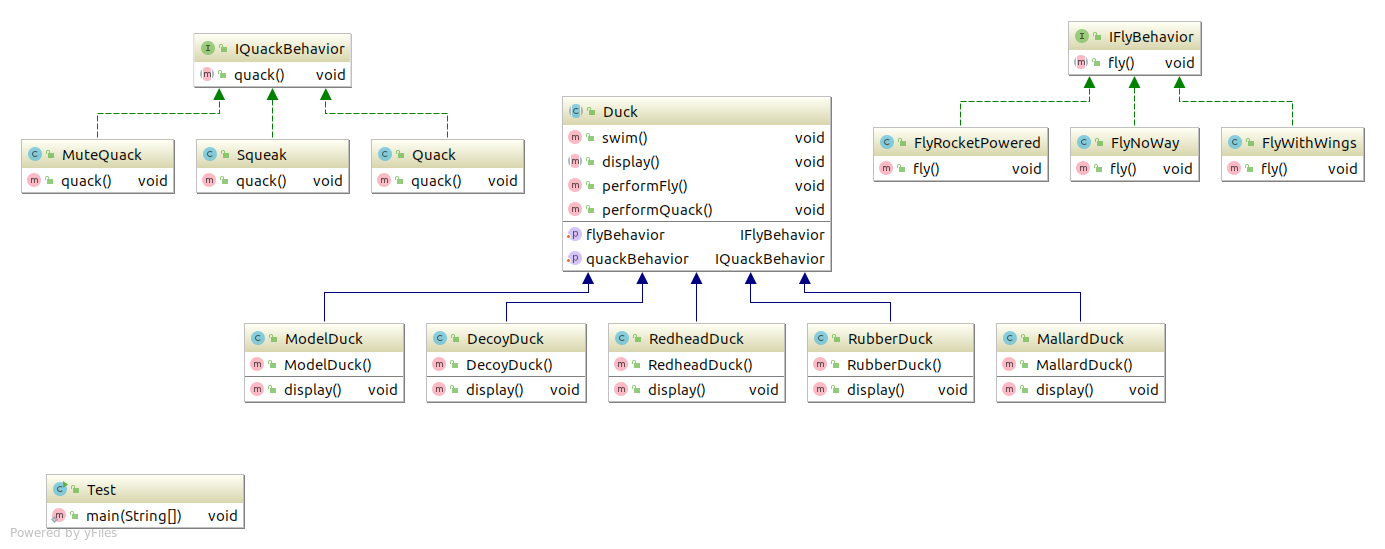 IQuackBehavior
quack() void
MuteQuack
quack() void
Squeak
quack() void
Quack
quack() void
Duck
swim() void
display() void
performFly() void
performQuack() void
flyBehavior IFlyBehavior
quackBehavior IQuackBehavior
IFlyBehavior
fly() void
FlyRocketPowered
fly() void
FlyNoWay
fly() void
FlyWithWings
fly() void
ModelDuck
ModelDuck()
display() void
DecoyDuck
DecoyDuck()
display() void
RedheadDuck
RedheadDuck()
display() void
RubberDuck
RubberDuck()
display() void
MallardDuck
MallardDuck()
display() void
Test
main(String[]) void
Powered by yFiles